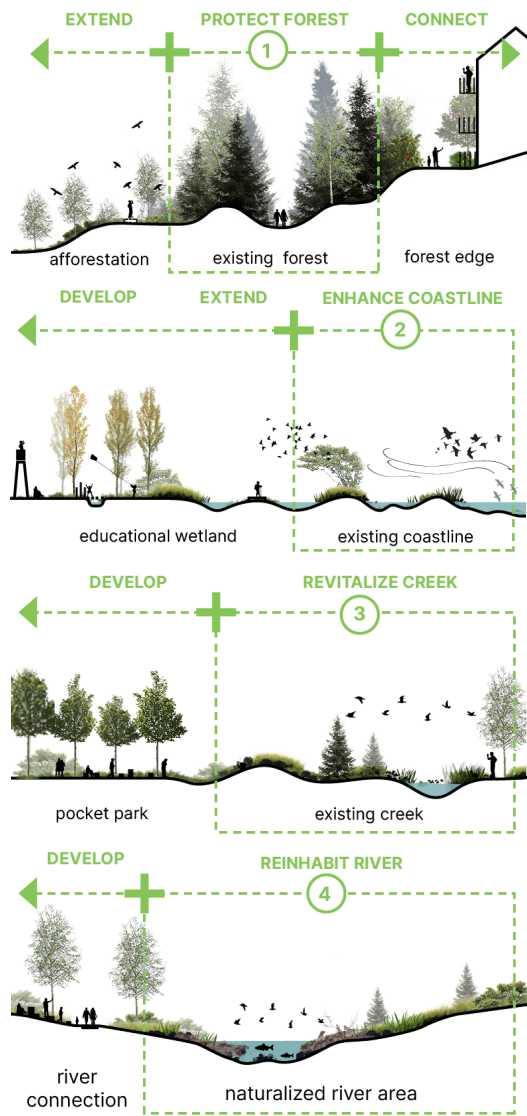 EXTEND PROTECT FOREST CONNECT
1
afforestation existing forest forest edge
DEVELOP EXTEND ENHANCE COASTLINE
2
educational wetland existing coastline
DEVELOP REVITALIZE CREEK
3
pocket park existing creek
DEVELOP REINHABIT RIVER
4
river
connection
naturalized river area